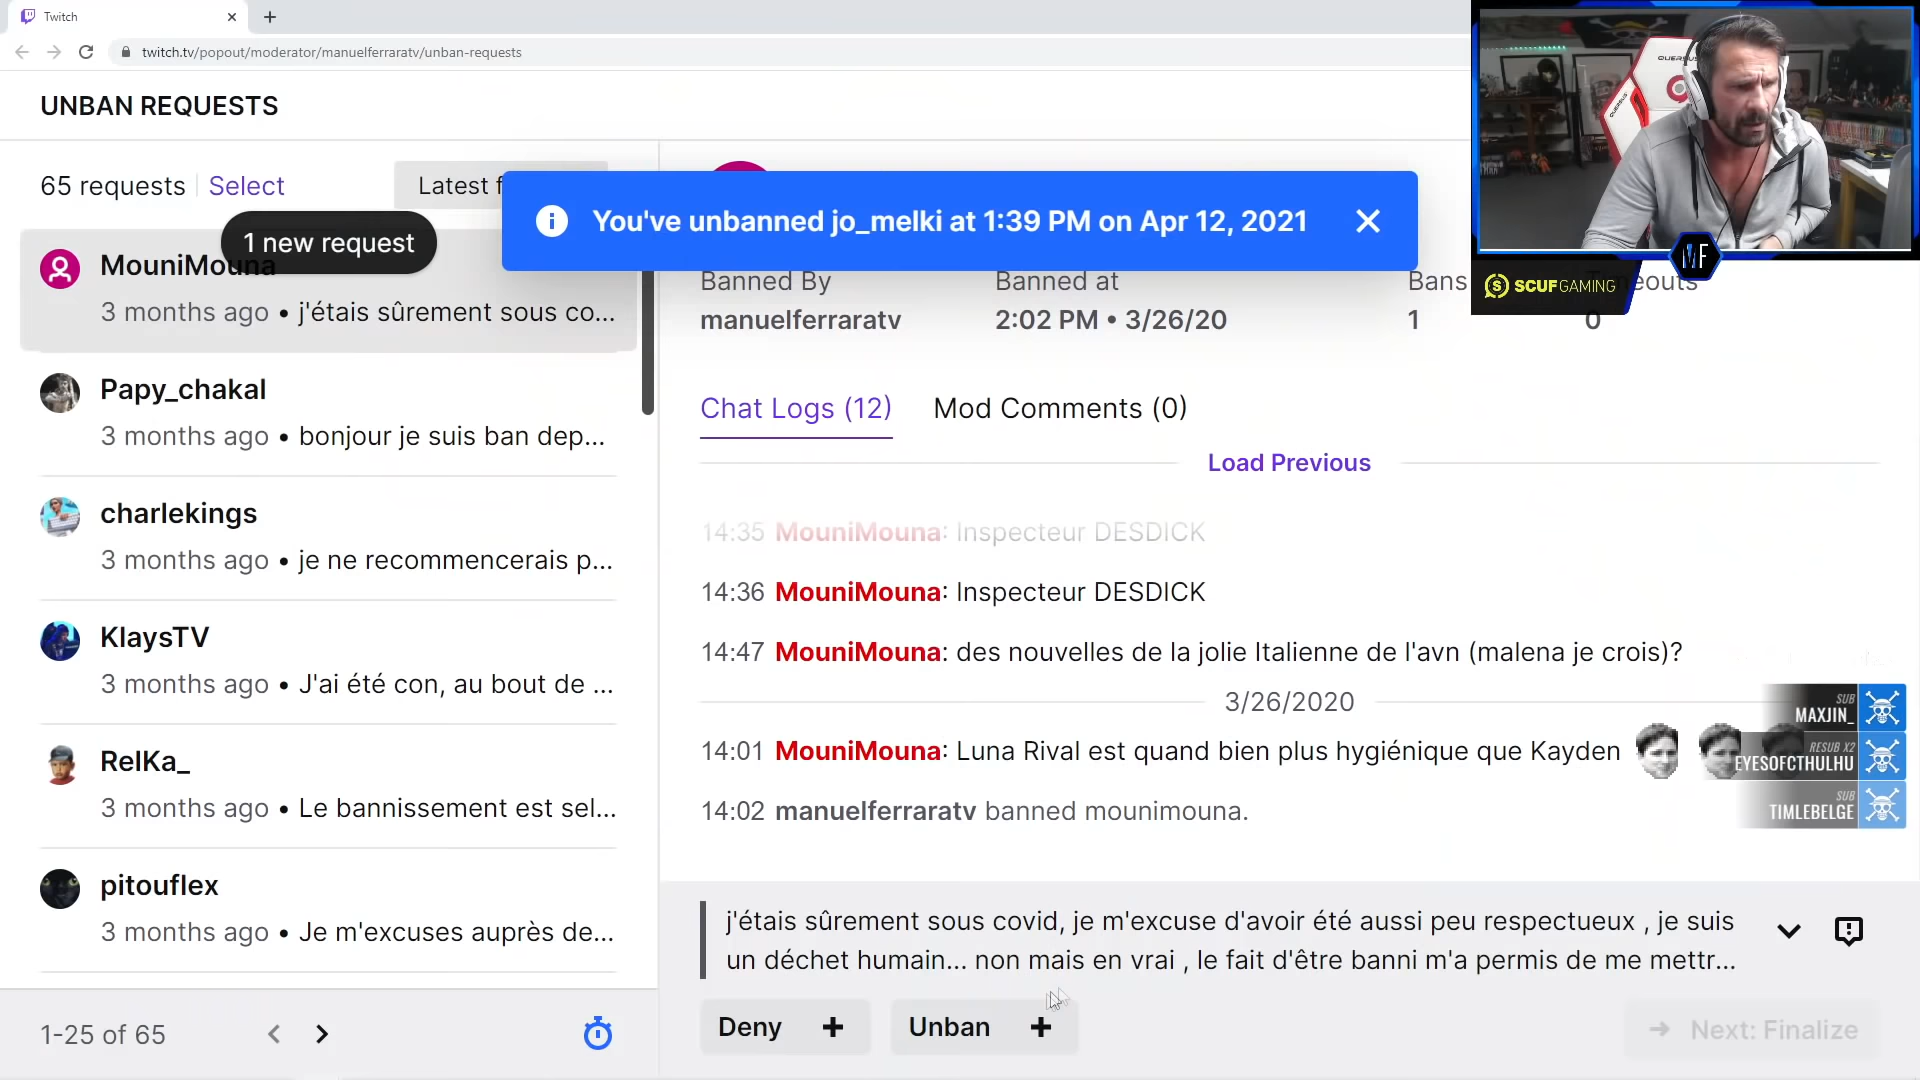 Twitch
twitch.tv/popout/moderator/manuelferraratv/unban-requests
UNBAN REQUESTS
65 requests
Select
Latest f
1 new request
You've unbanned jo_melki at 1:39 PM on Apr 12, 2021
MouniMouna
3 months ago • j'étais sûrement sous co...
Papy_chakal
3 months ago • bonjour je suis ban dep...
charlekings
3 months ago • je ne recommencerais p...
KlaysTV
3 months ago • J'ai été con, au bout de ...
RelKa_
3 months ago • Le bannissement est sel...
pitouflex
3 months ago • Je m'excuses auprès de...
1-25 of 65
Banned By
manuelferraratv
Banned at
2:02 PM • 3/26/20
Bans
1
eouts
0
Chat Logs (12)
Mod Comments (0)
Load Previous
14:35 MouniMouna: Inspecteur DESDICK
14:36 MouniMouna: Inspecteur DESDICK
14:47 MouniMouna: des nouvelles de la jolie Italienne de l'avn (malena je crois)?
3/26/2020
14:01 MouniMouna: Luna Rival est quand bien plus hygiénique que Kayden
14:02 manuelferraratv banned mounimouna.
j'étais sûrement sous covid, je m'excuse d'avoir été aussi peu respectueux , je suis
un déchet humain... non mais en vrai , le fait d'être banni m'a permis de me mettr...
Deny
Unban
Next: Finalize
MF
SCUF GAMING
SUB
MAXJIN_
RESUB X2
EYESOFCTHULHU
SUB
TIMLEBELGE